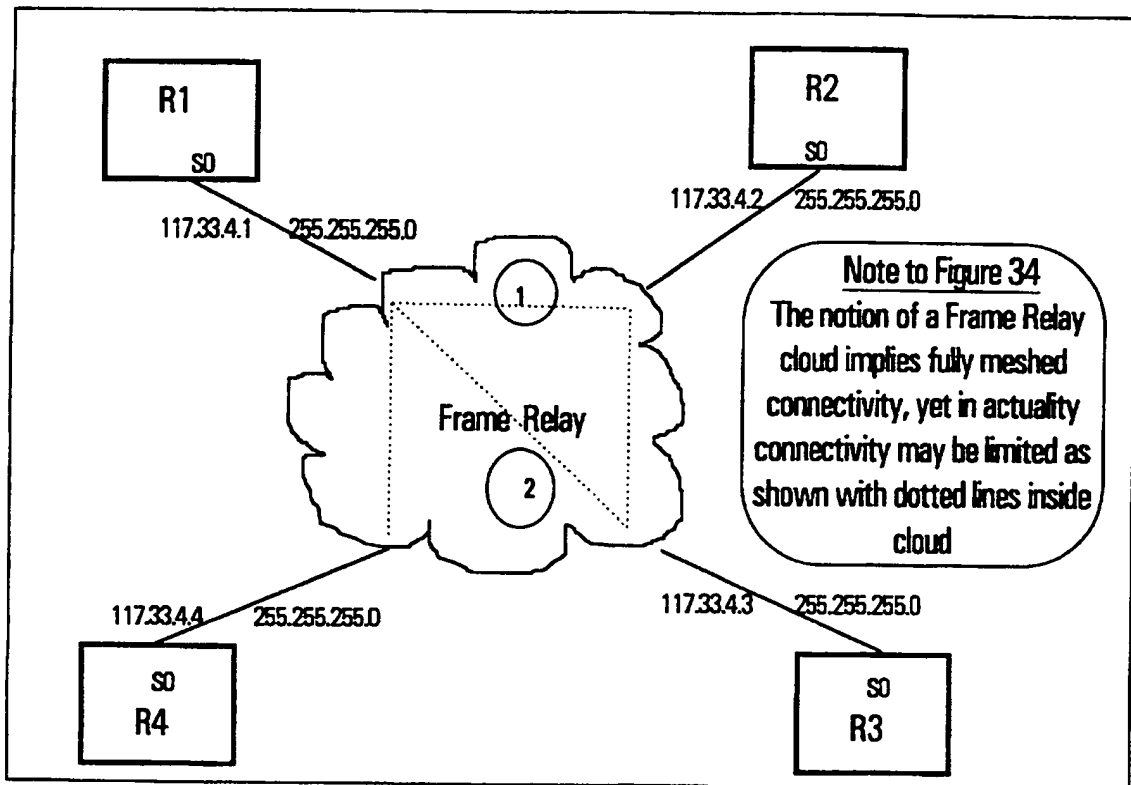 R1
S0
117.33.4.1 255.255.255.0
R2
S0
117.33.4.2 255.255.255.0
1
Frame Relay
2
Note to Figure 34
The notion of a Frame Relay
cloud implies fully meshed
connectivity, yet in actuality
connectivity may be limited as
shown with dotted lines inside
cloud
117.33.4.4 255.255.255.0
S0
R4
117.33.4.3 255.255.255.0
S0
R3